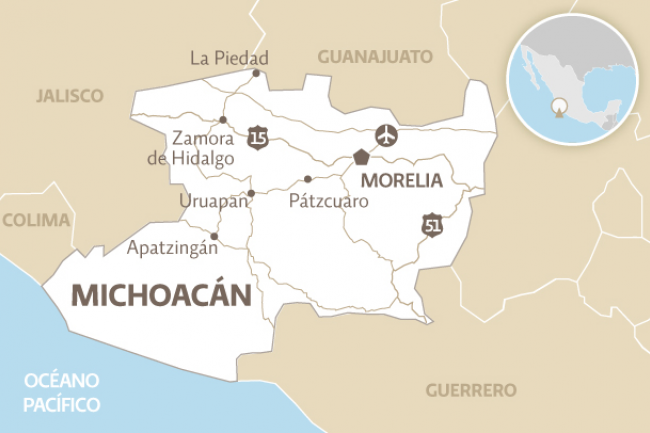 La Piedad
GUANAJUATO
JALISCO
Zamora
de Hidalgo
15
MORELIA
Uruapan
Pátzcuaro
COLIMA
51
Apatzingán
MICHOACÁN
OCÉANO
PACÍFICO
GUERRERO